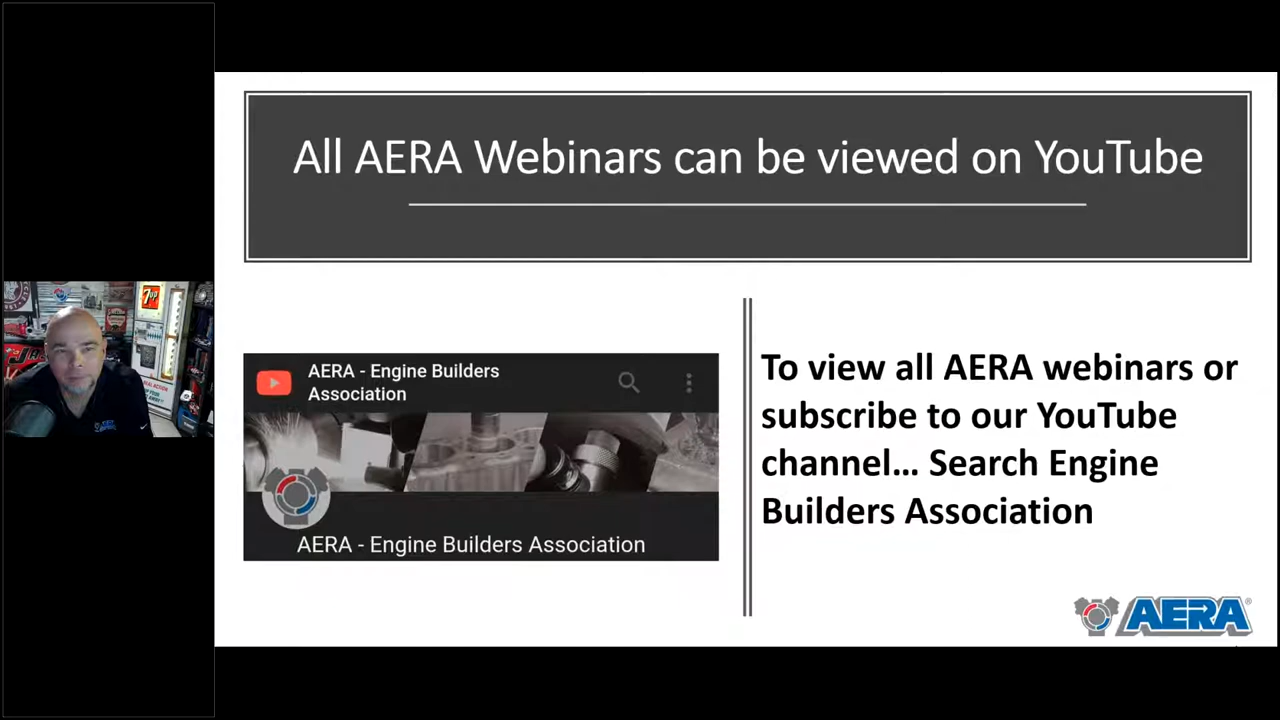 All AERA Webinars can be viewed on YouTube
AERA - Engine Builders
Association
AERA - Engine Builders Association
To view all AERA webinars or
subscribe to our YouTube
channel… Search Engine
Builders Association
AERA®
7up